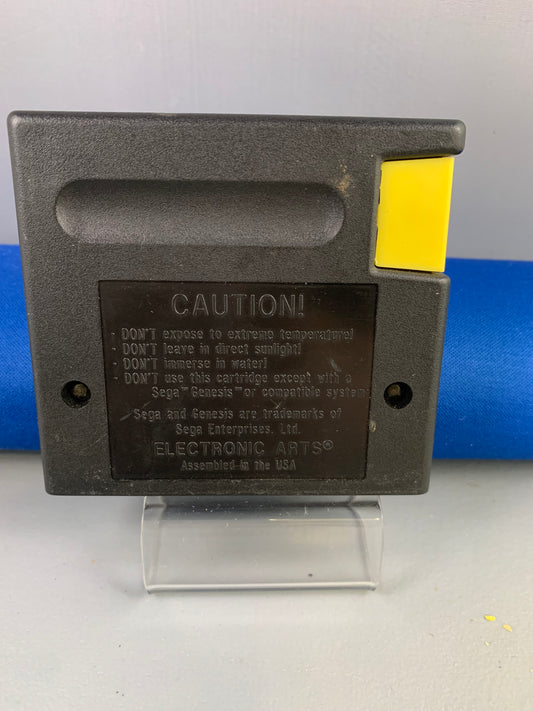 CAUTION!
- DON'T expose to extreme temperature!
- DON'T leave in direct sunlight!
- DON'T immerse in water!
- DON'T use this cartridge except with a
Sega™ Genesis™ or compatible system.
Sega and Genesis are trademarks of
Sega Enterprises, Ltd.
ELECTRONIC ARTS®
Assembled in the USA